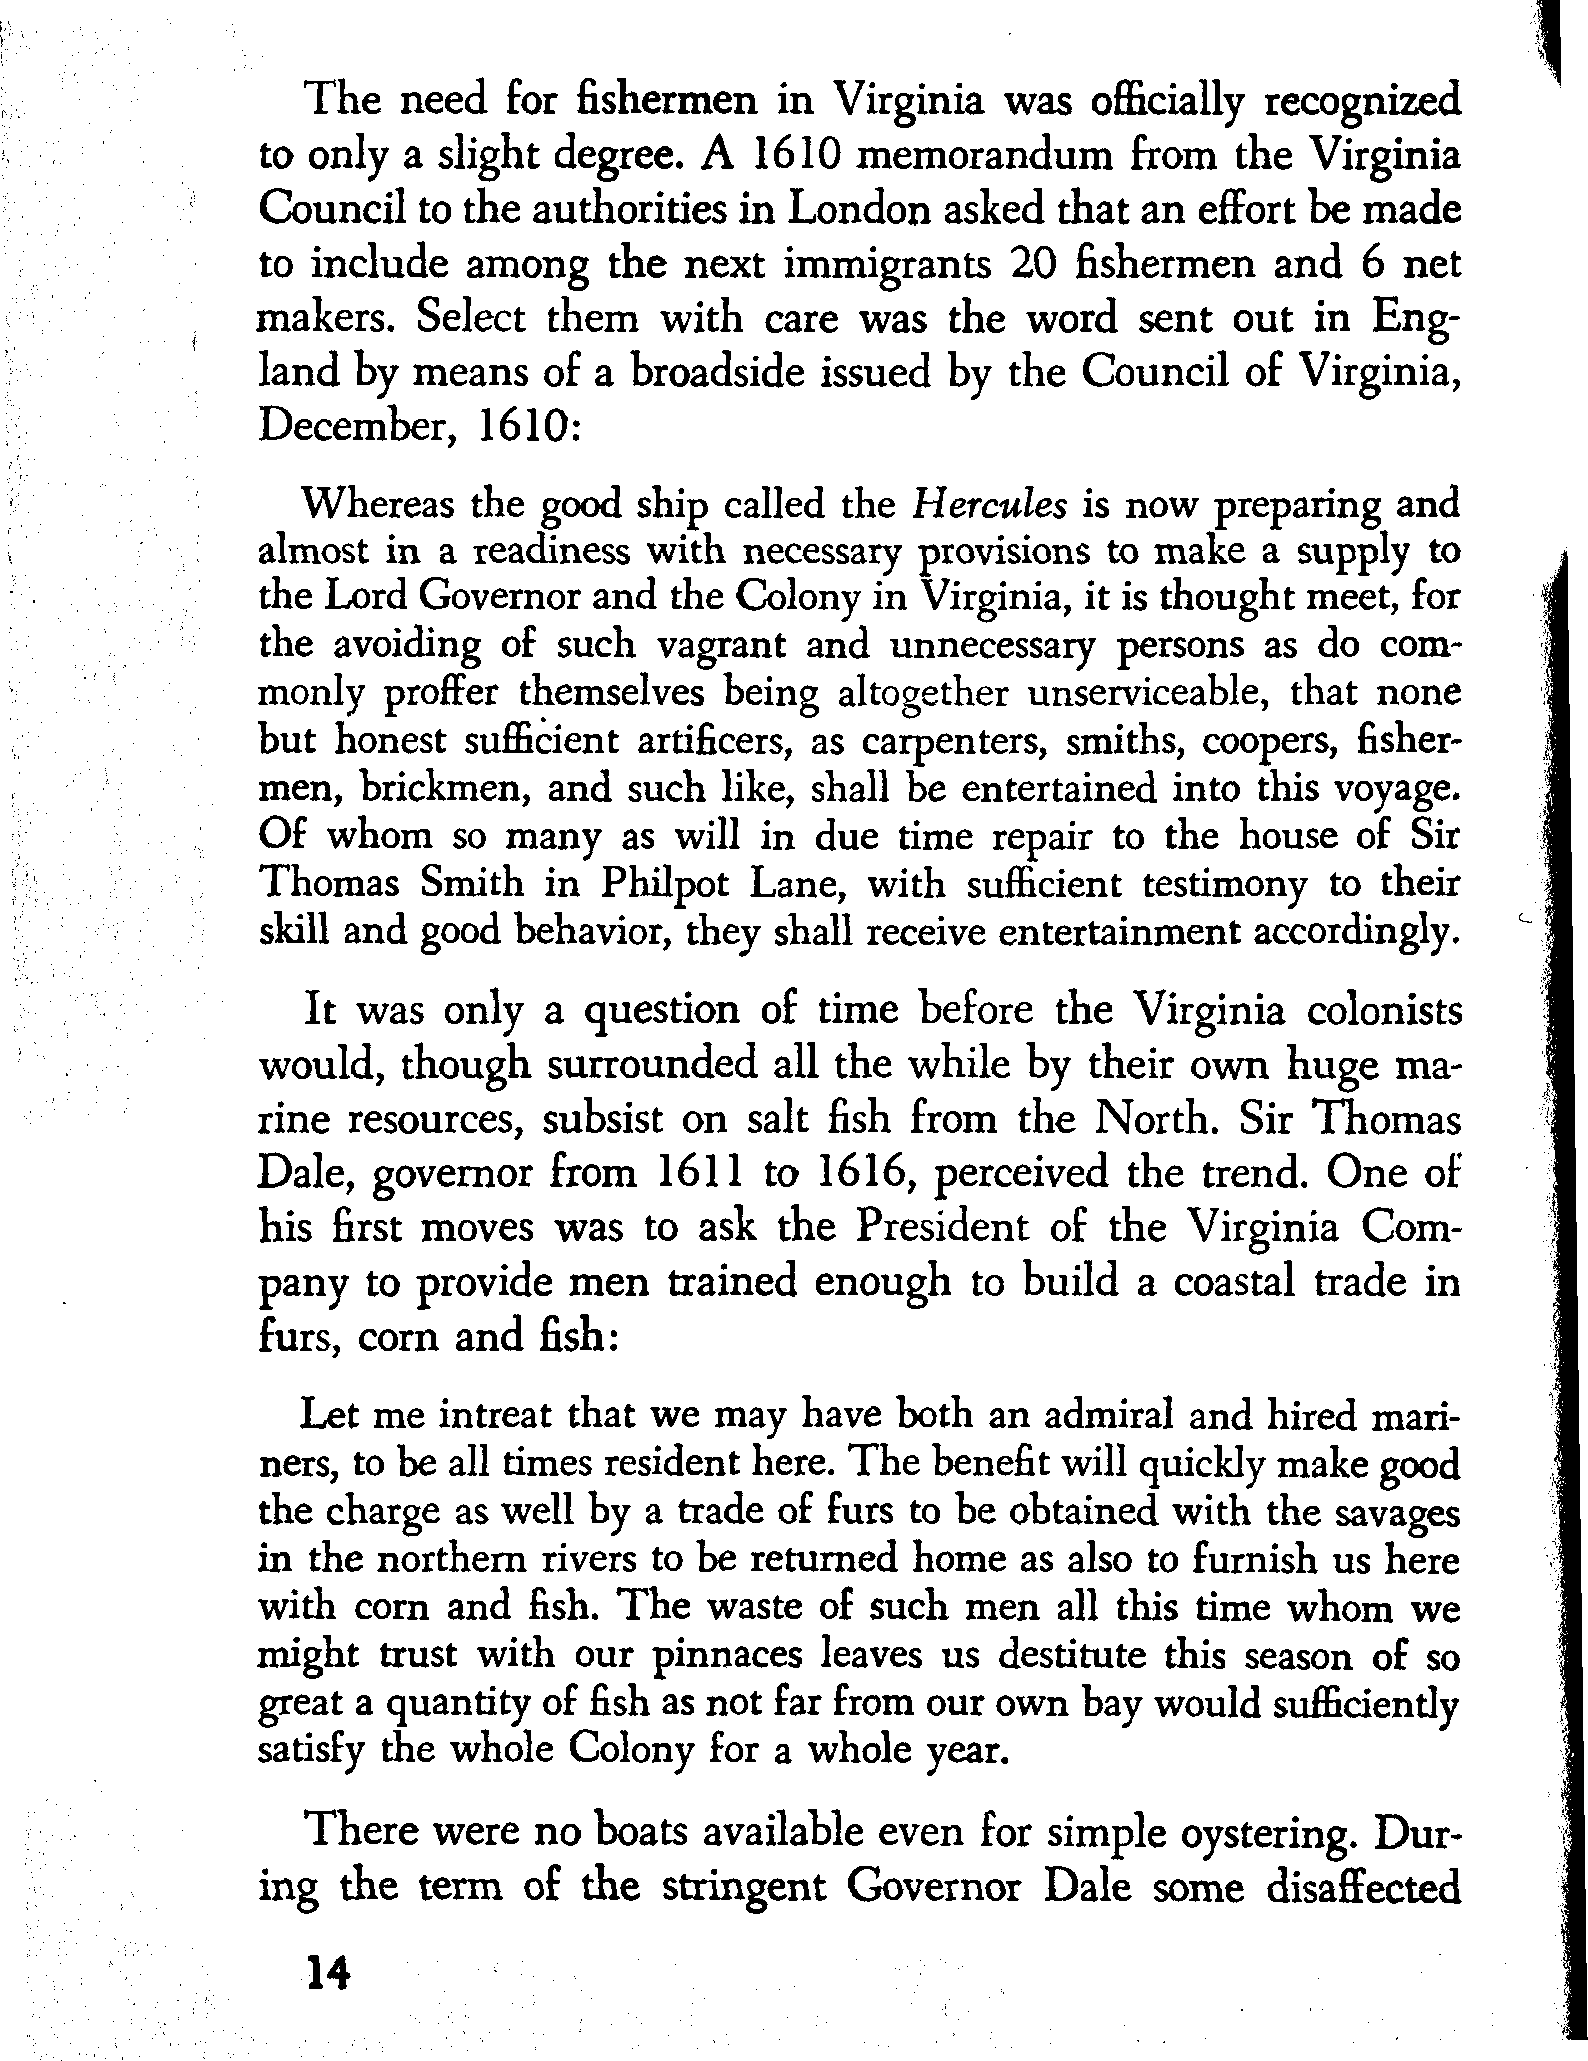 The need for fishermen in Virginia was officially recognized
to only a slight degree. A 1610 memorandum from the Virginia
Council to the authorities in London asked that an effort be made
to include among the next immigrants 20 fishermen and 6 net
makers. Select them with care was the word sent out in Eng-
land by means of a broadside issued by the Council of Virginia,
December, 1610:
Whereas the good ship called the Hercules is now preparing and
almost in a readiness with necessary provisions to make a supply to
the Lord Governor and the Colony in Virginia, it is thought meet, for
the avoiding of such vagrant and unnecessary persons as do com-
monly proffer themselves being altogether unserviceable, that none
but honest sufficient artificers, as carpenters, smiths, coopers, fisher-
men, brickmen, and such like, shall be entertained into this voyage.
Of whom so many as will in due time repair to the house of Sir
Thomas Smith in Philpot Lane, with sufficient testimony to their
skill and good behavior, they shall receive entertainment accordingly.
It was only a question of time before the Virginia colonists
would, though surrounded all the while by their own huge ma-
rine resources, subsist on salt fish from the North. Sir Thomas
Dale, governor from 1611 to 1616, perceived the trend. One of
his first moves was to ask the President of the Virginia Com-
pany to provide men trained enough to build a coastal trade in
furs, corn and fish:
Let me intreat that we may have both an admiral and hired mari-
ners, to be all times resident here. The benefit will quickly make good
the charge as well by a trade of furs to be obtained with the savages
in the northern rivers to be returned home as also to furnish us here
with corn and fish. The waste of such men all this time whom we
might trust with our pinnaces leaves us destitute this season of so
great a quantity of fish as not far from our own bay would sufficiently
satisfy the whole Colony for a whole year.
There were no boats available even for simple oystering. Dur-
ing the term of the stringent Governor Dale some disaffected
14